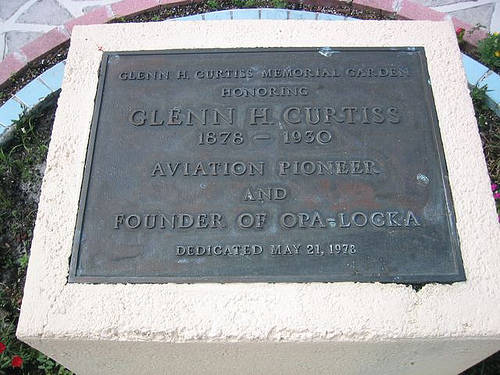 GLENN H. CURTISS MEMORIAL GARDEN
HONORING
GLENN H. CURTISS
1878 — 1930
AVIATION PIONEER
AND
FOUNDER OF OPA-LOCKA
DEDICATED MAY 21, 1978